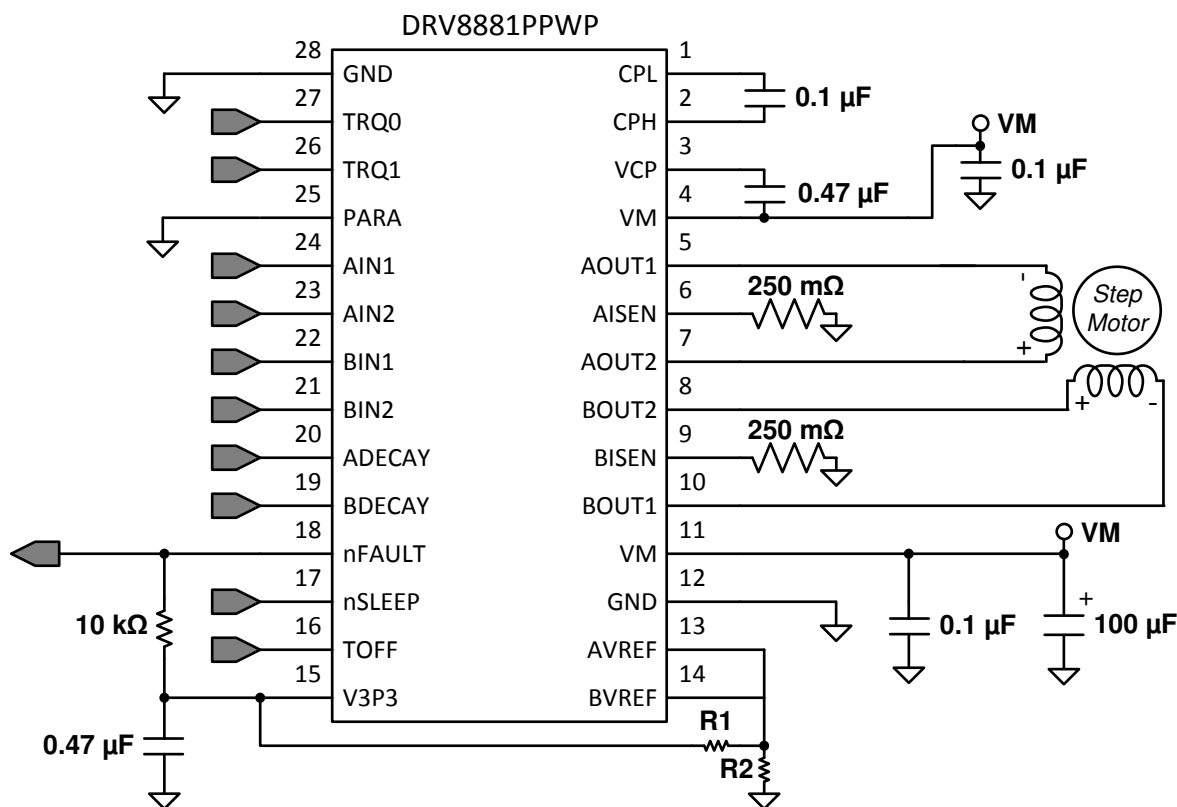 DRV8881PPWP
28 GND CPL 1
27 TRQ0 CPH 2
0.1 µF
26 TRQ1 VCP 3
VM
0.1 µF
25 PARA VM 4
0.47 µF
24 AIN1 AOUT1 5
23 AIN2 AISEN 6
250 mΩ
- Step
Motor
22 BIN1 AOUT2 7
+
21 BIN2 BOUT2 8
+ -
20 ADECAY BISEN 9
250 mΩ
19 BDECAY BOUT1 10
18 nFAULT VM 11
VM
17 nSLEEP GND 12
10 kΩ
0.1 µF
+
100 µF
16 TOFF AVREF 13
15 V3P3 BVREF 14
0.47 µF
R1
R2